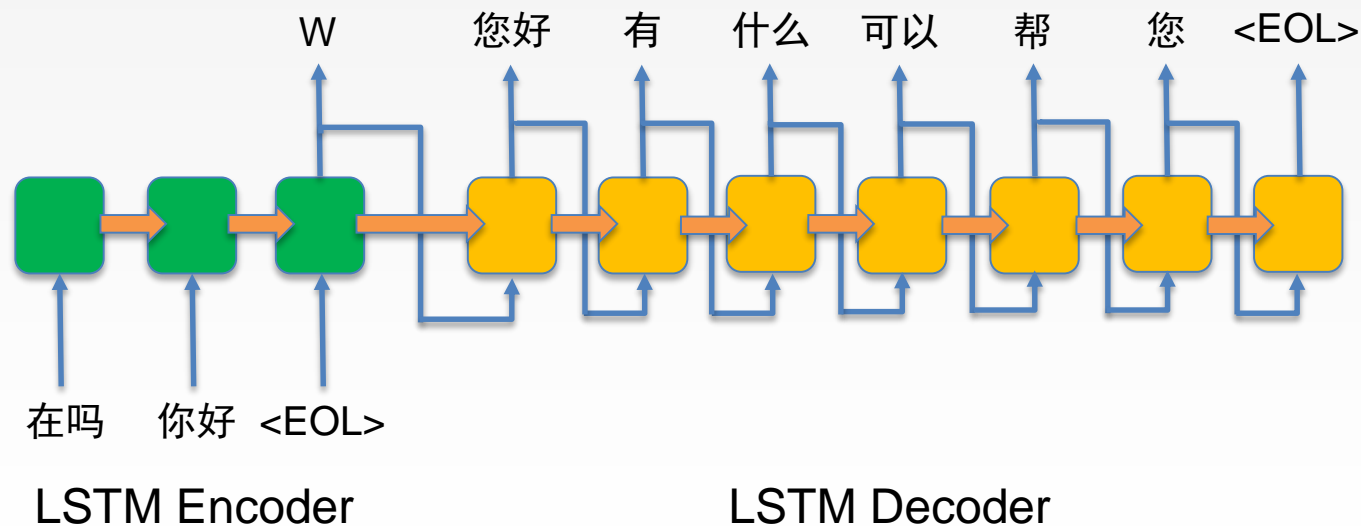 W 您好 有 什么 可以 帮 您 <EOL>
在吗 你好 <EOL>
LSTM Encoder LSTM Decoder